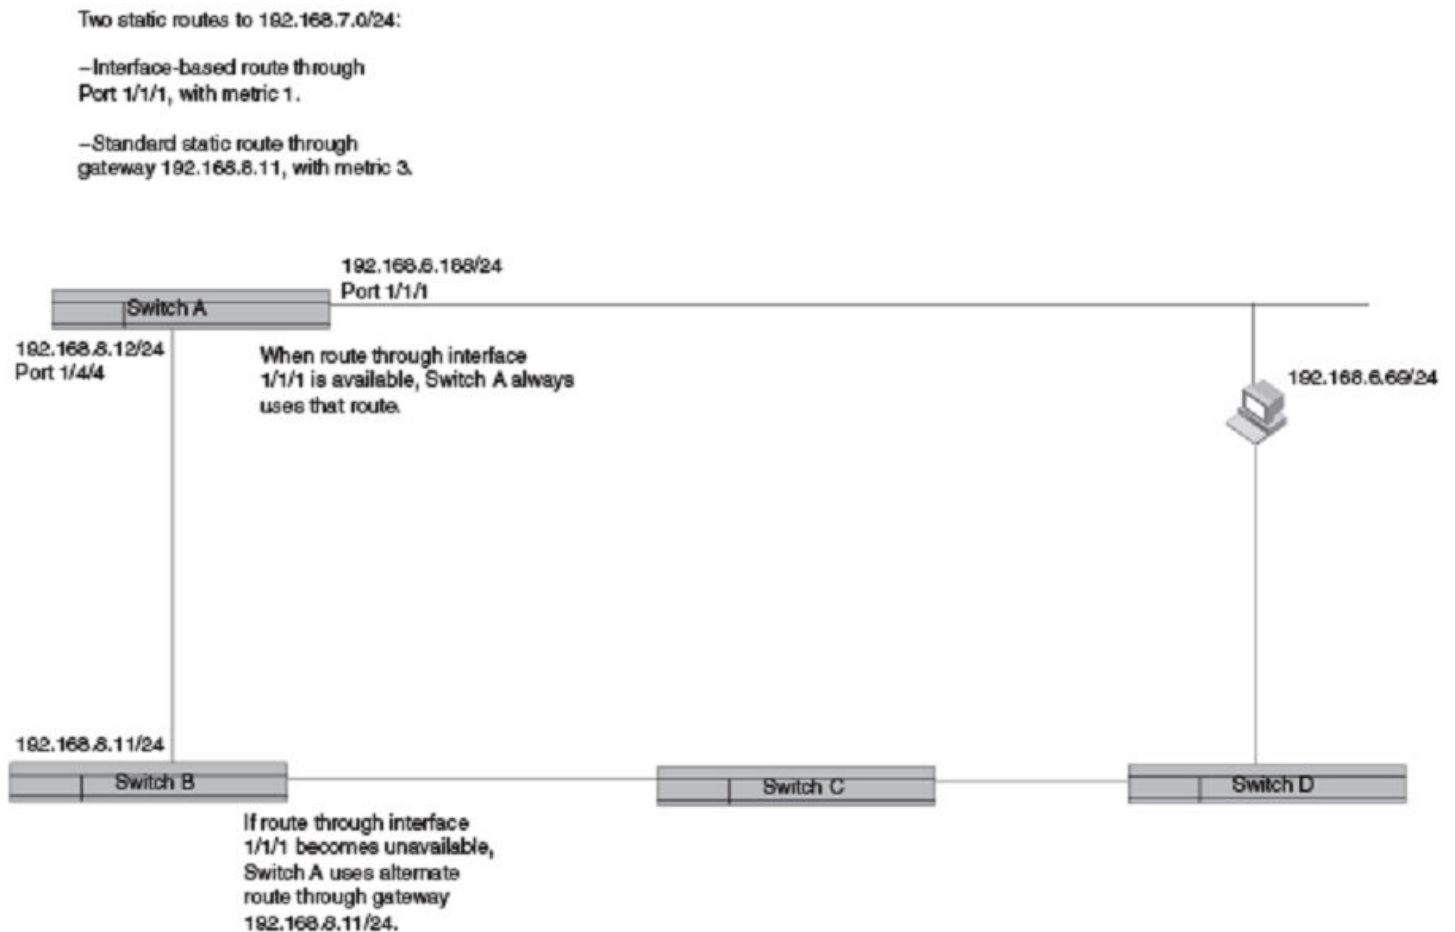 Two static routes to 192.168.7.0/24:
–Interface-based route through
Port 1/1/1, with metric 1.
–Standard static route through
gateway 192.168.8.11, with metric 3.
192.168.6.188/24
Port 1/1/1
Switch A
192.168.8.12/24
Port 1/4/4
When route through interface
1/1/1 is available, Switch A always
uses that route.
192.168.6.69/24
192.168.8.11/24
Switch B
Switch C
Switch D
If route through interface
1/1/1 becomes unavailable,
Switch A uses alternate
route through gateway
192.168.8.11/24.